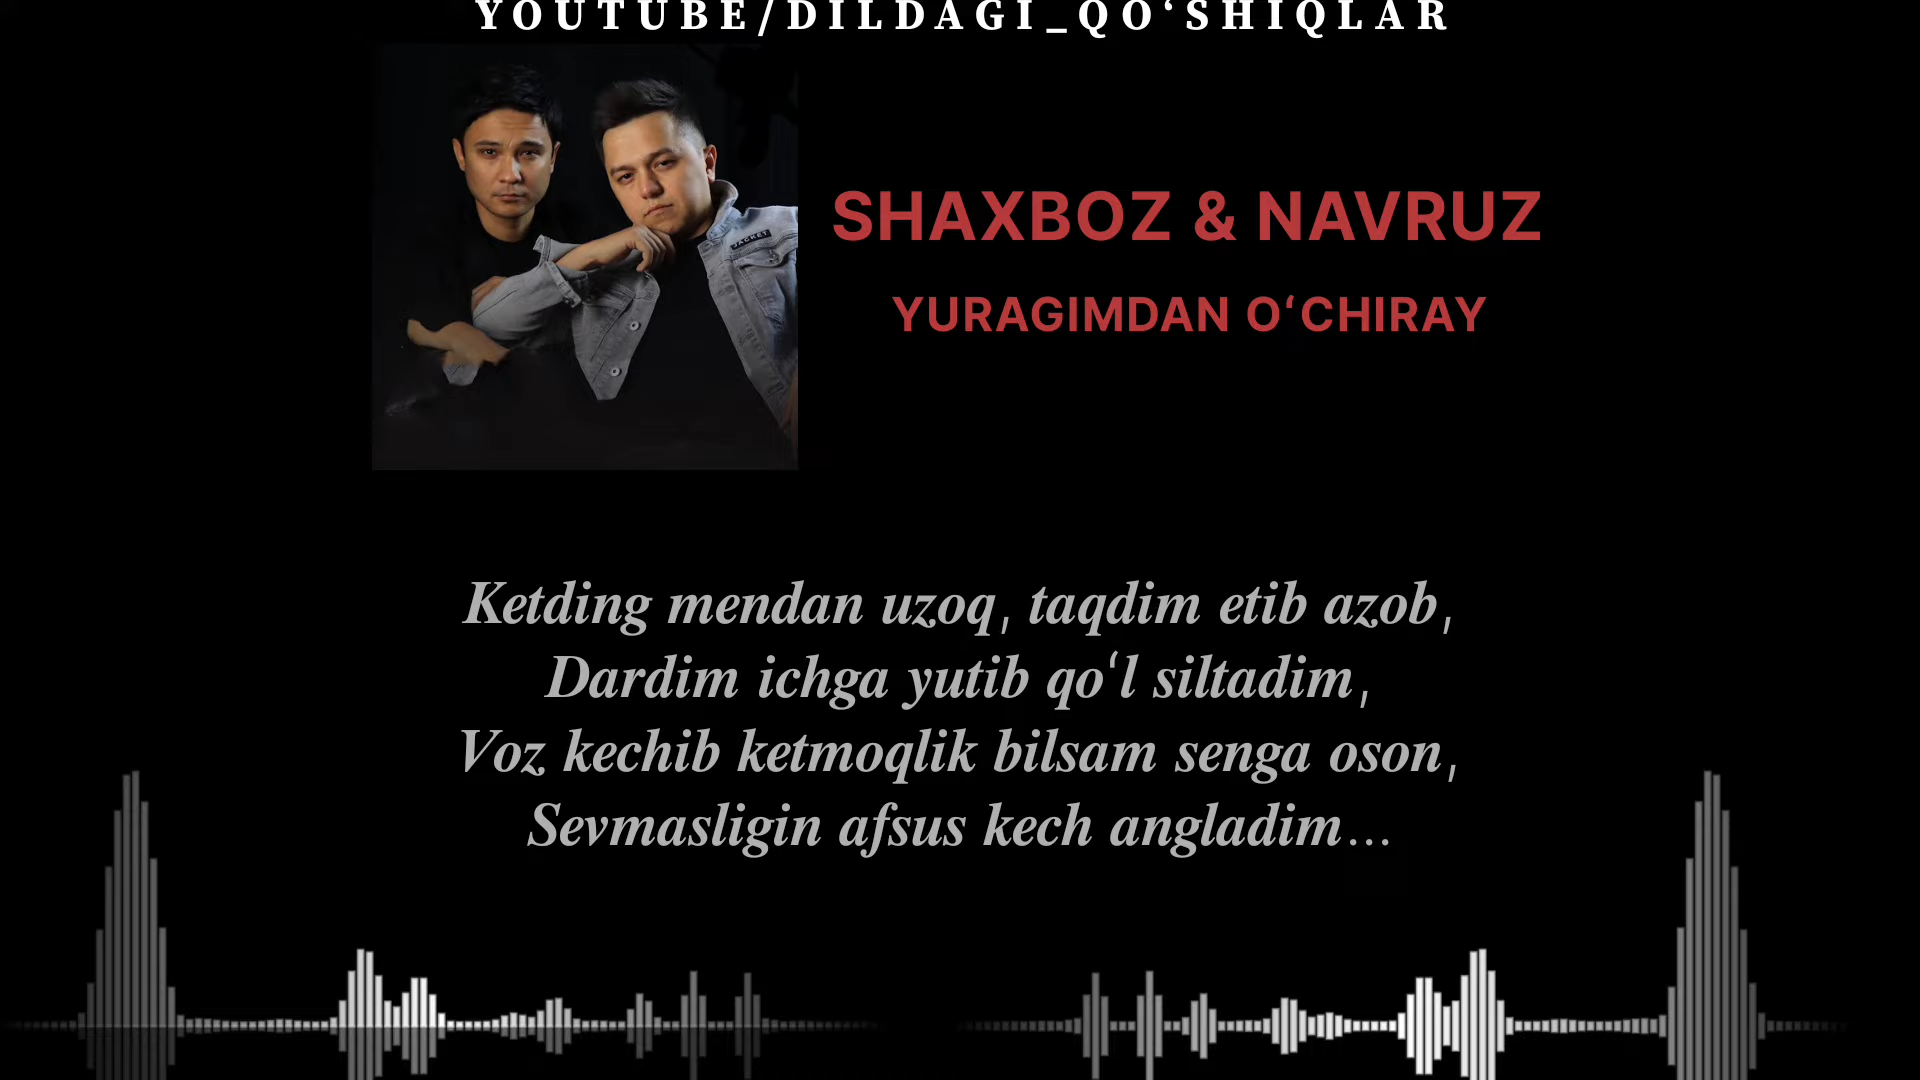 YOUTUBE/DILDAGI_QO‘SHIQLAR
JACKET
SHAXBOZ & NAVRUZ
YURAGIMDAN O‘CHIRAY
Ketding mendan uzoq, taqdim etib azob,
Dardim ichga yutib qo‘l siltadim,
Voz kechib ketmoqlik bilsam senga oson,
Sevmasligin afsus kech angladim...